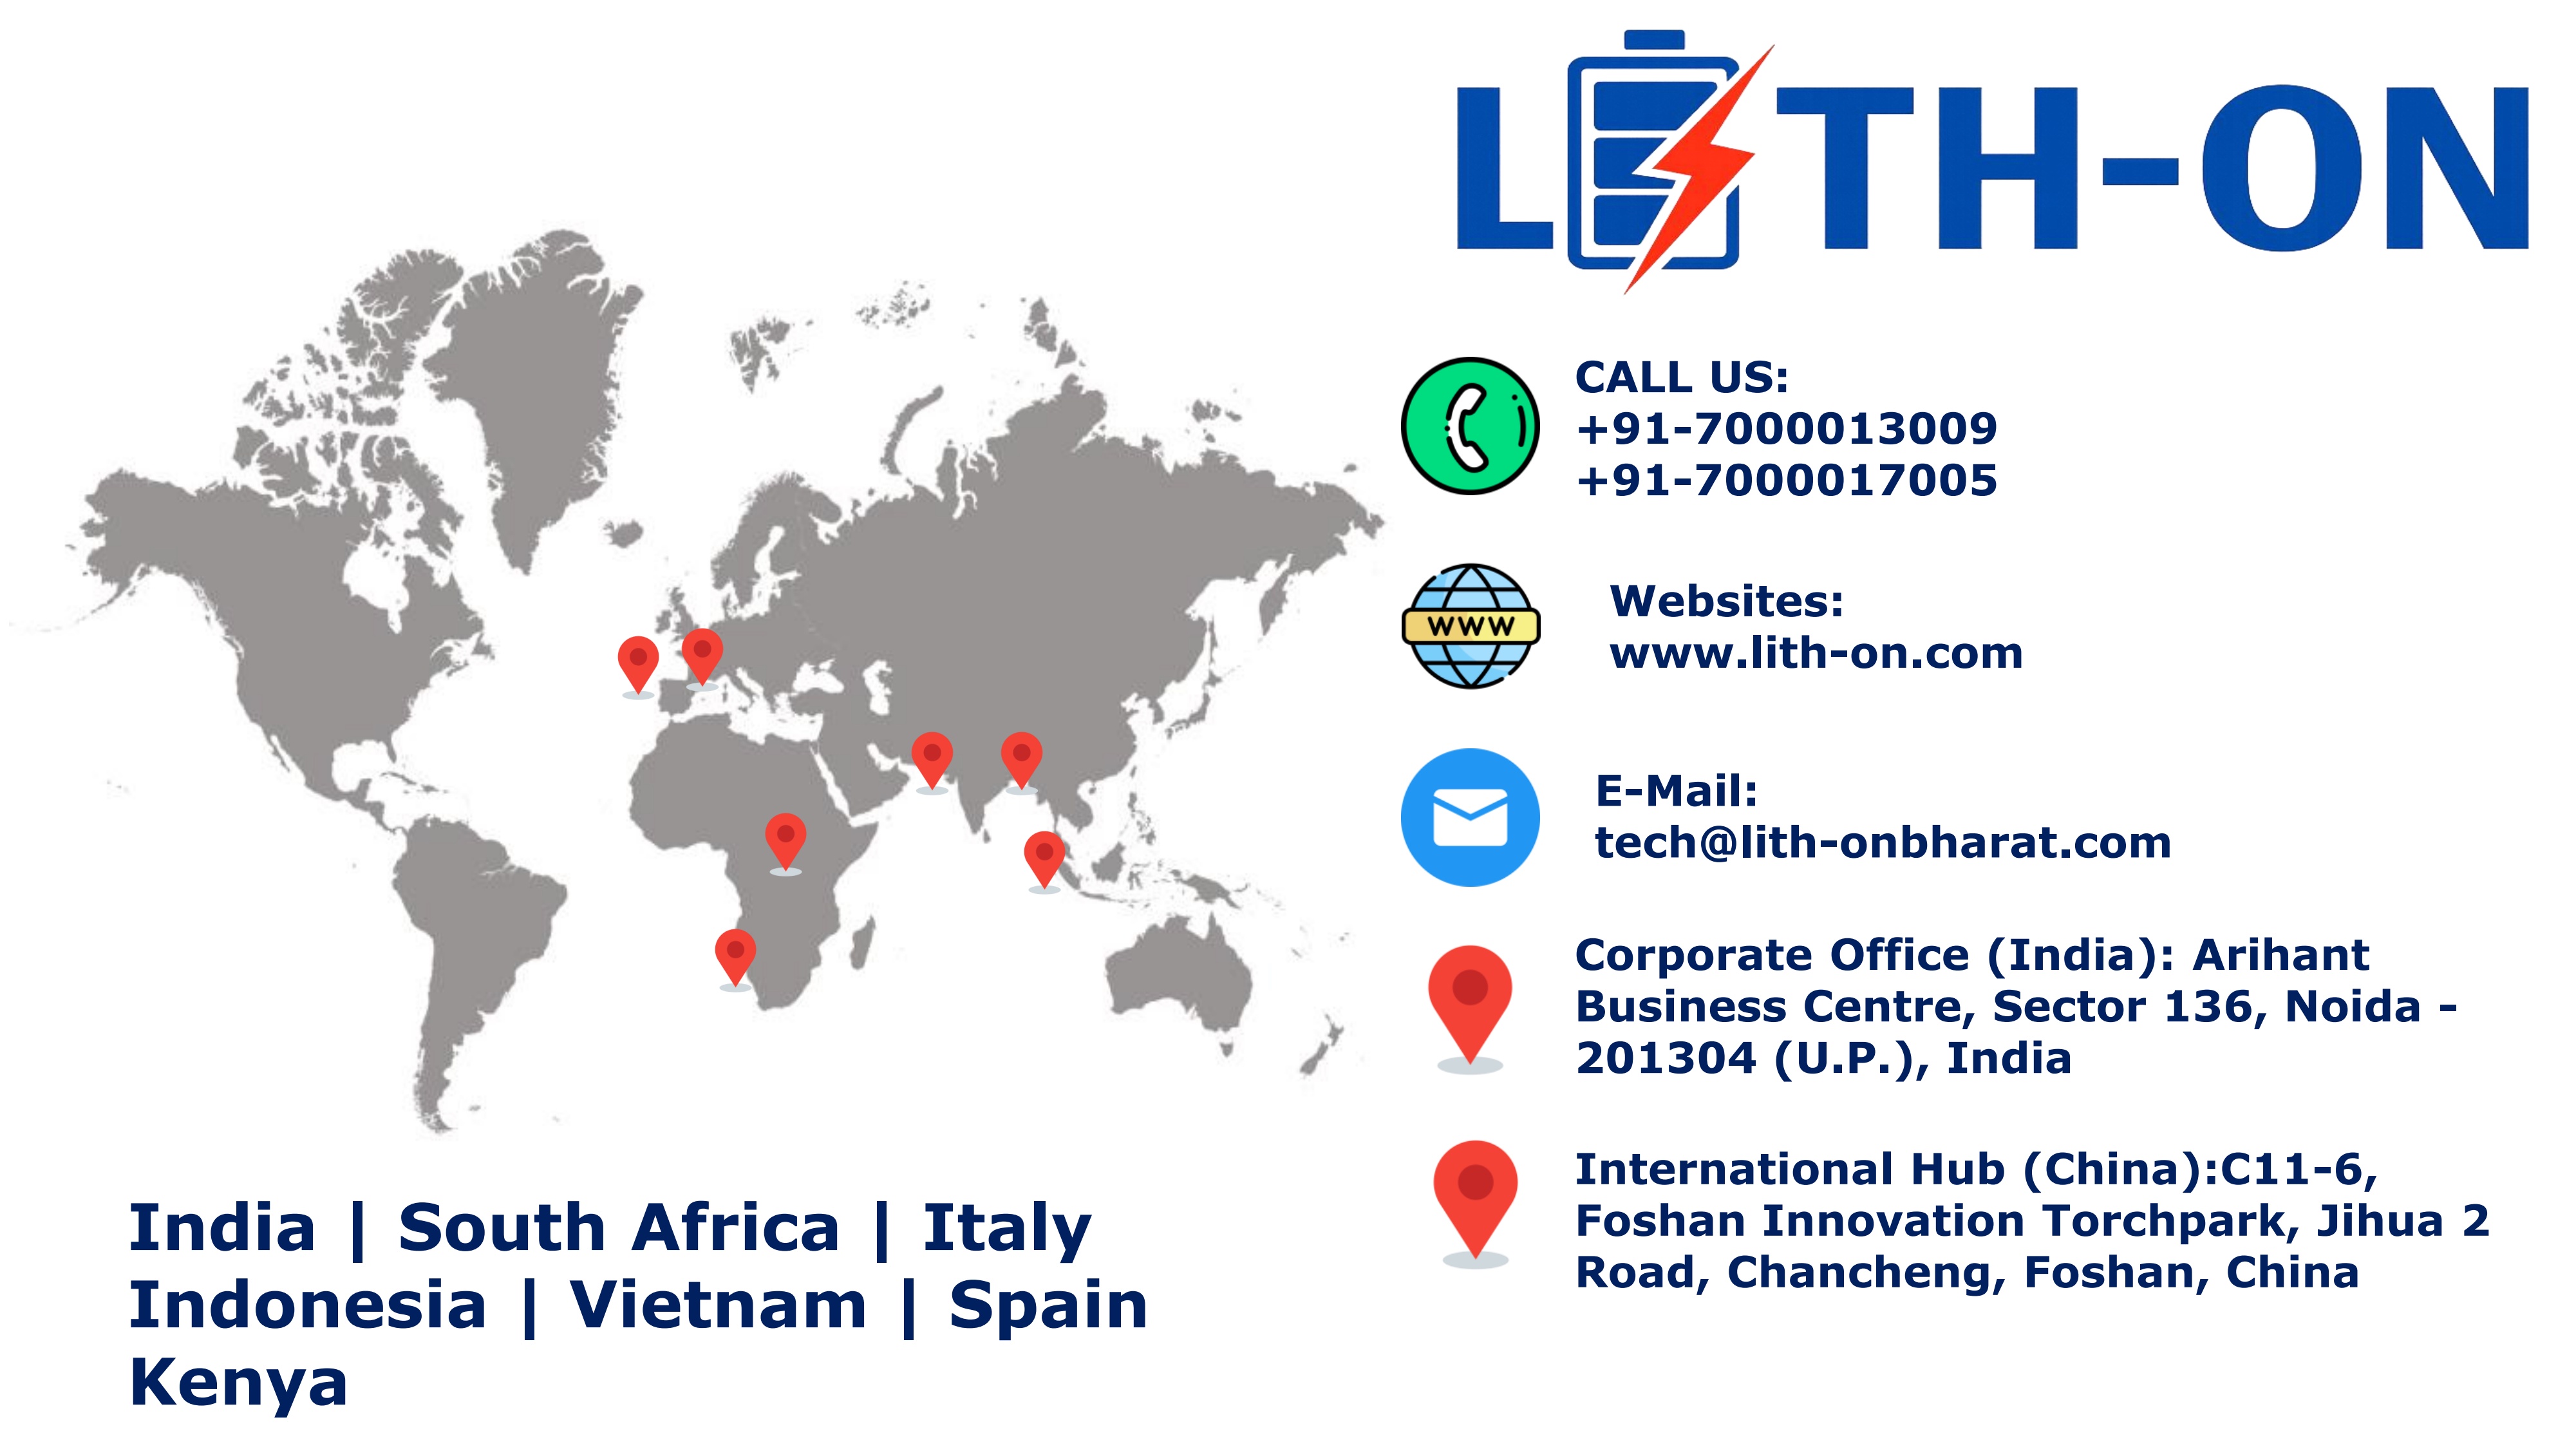 LITH-ON
CALL US:
+91-7000013009
+91-7000017005
WWW
Websites:
www.lith-on.com
E-Mail:
tech@lith-onbharat.com
Corporate Office (India): Arihant
Business Centre, Sector 136, Noida -
201304 (U.P.), India
International Hub (China):C11-6,
Foshan Innovation Torchpark, Jihua 2
Road, Chancheng, Foshan, China
India | South Africa | Italy
Indonesia | Vietnam | Spain
Kenya